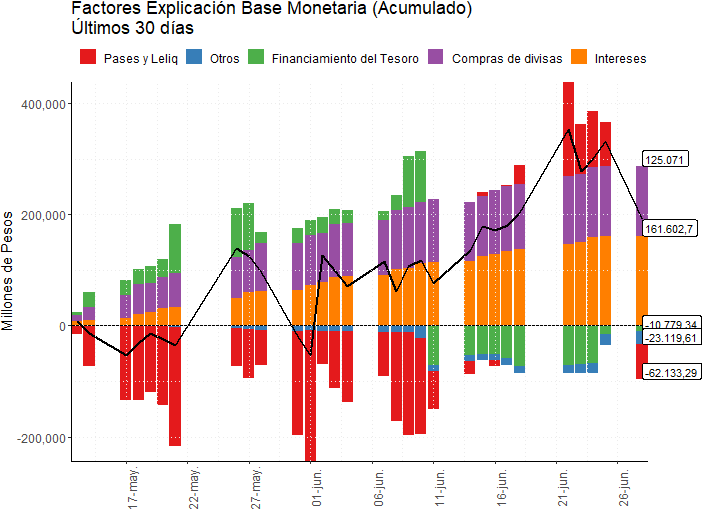 Factores Explicación Base Monetaria (Acumulado)
Últimos 30 días
Pases y Leliq Otros Financiamiento del Tesoro Compras de divisas Intereses
Millones de Pesos
400,000
200,000
0
-200,000
125.071
161.602,7
-10.779,34
-23.119,61
-62.133,29
17-may. 22-may. 27-may. 01-jun. 06-jun. 11-jun. 16-jun. 21-jun. 26-jun.